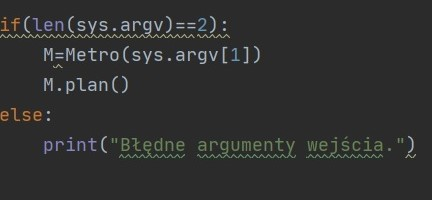 if(len(sys.argv)==2):
    M=Metro(sys.argv[1])
    M.plan()
else:
    print("Błędne argumenty wejścia.")